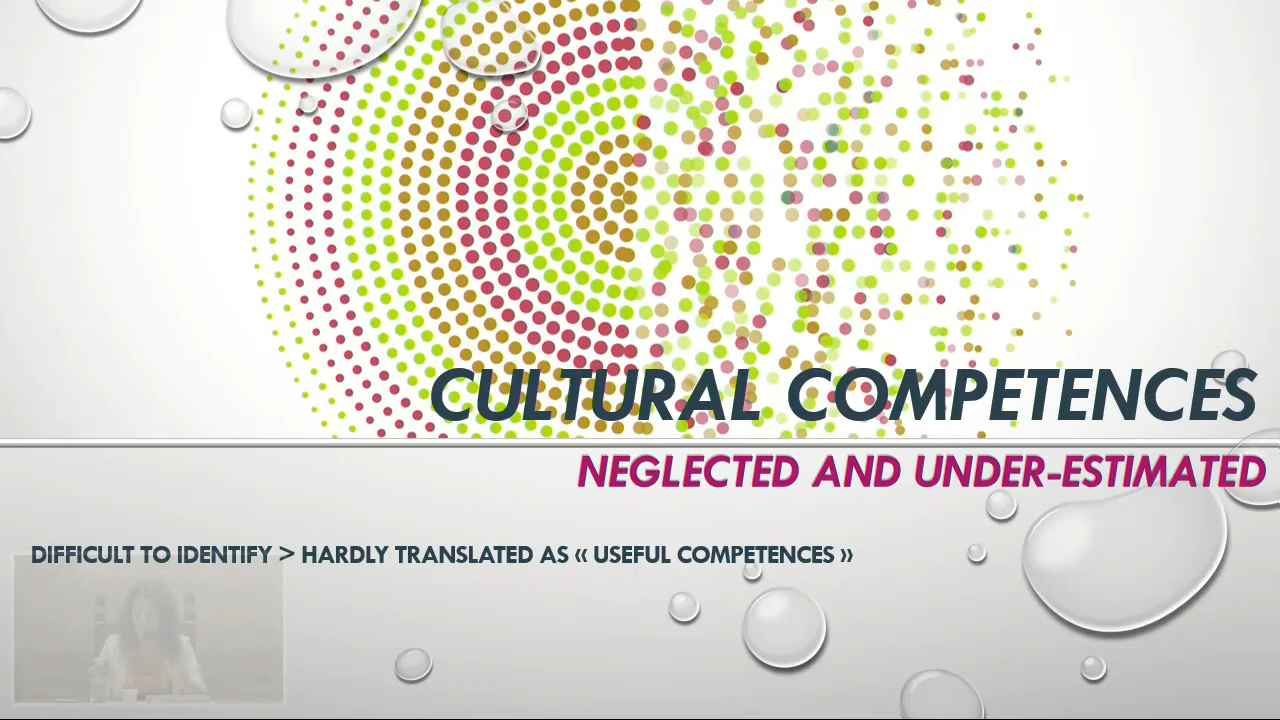 CULTURAL COMPETENCES
NEGLECTED AND UNDER-ESTIMATED
DIFFICULT TO IDENTIFY > HARDLY TRANSLATED AS « USEFUL COMPETENCES »